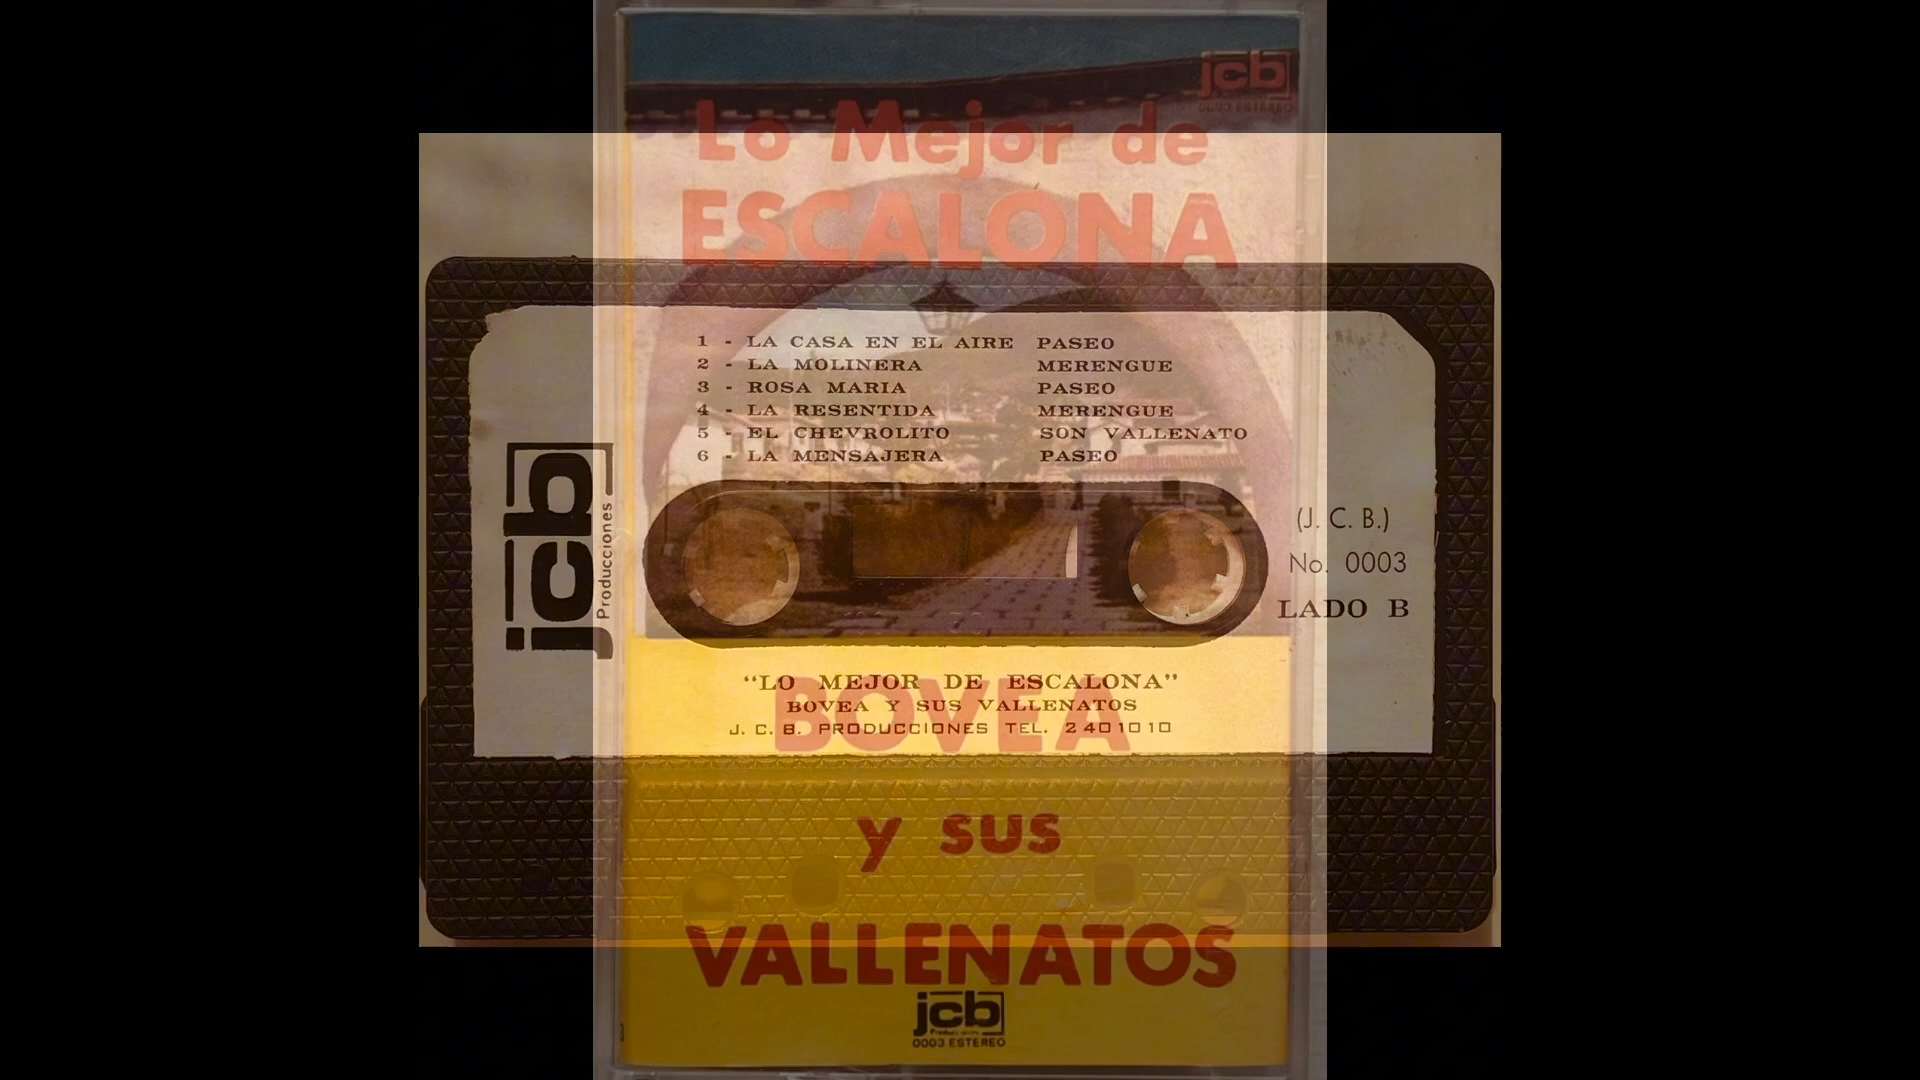 jcb
0003 ESTEREO
Lo Mejor de
ESCALONA
1 - LA CASA EN EL AIRE PASEO
2 - LA MOLINERA MERENGUE
3 - ROSA MARIA PASEO
4 - LA RESENTIDA MERENGUE
5 - EL CHEVROLITO SON VALLENATO
6 - LA MENSAJERA PASEO
jcb
Producciones
(J. C. B.)
No. 0003
LADO B
"LO MEJOR DE ESCALONA"
BOVEA Y SUS VALLENATOS
J. C. B. PRODUCCIONES TEL. 2401010
BOVEA
y sus
VALLENATOS
jcb
Producciones
0003 ESTEREO